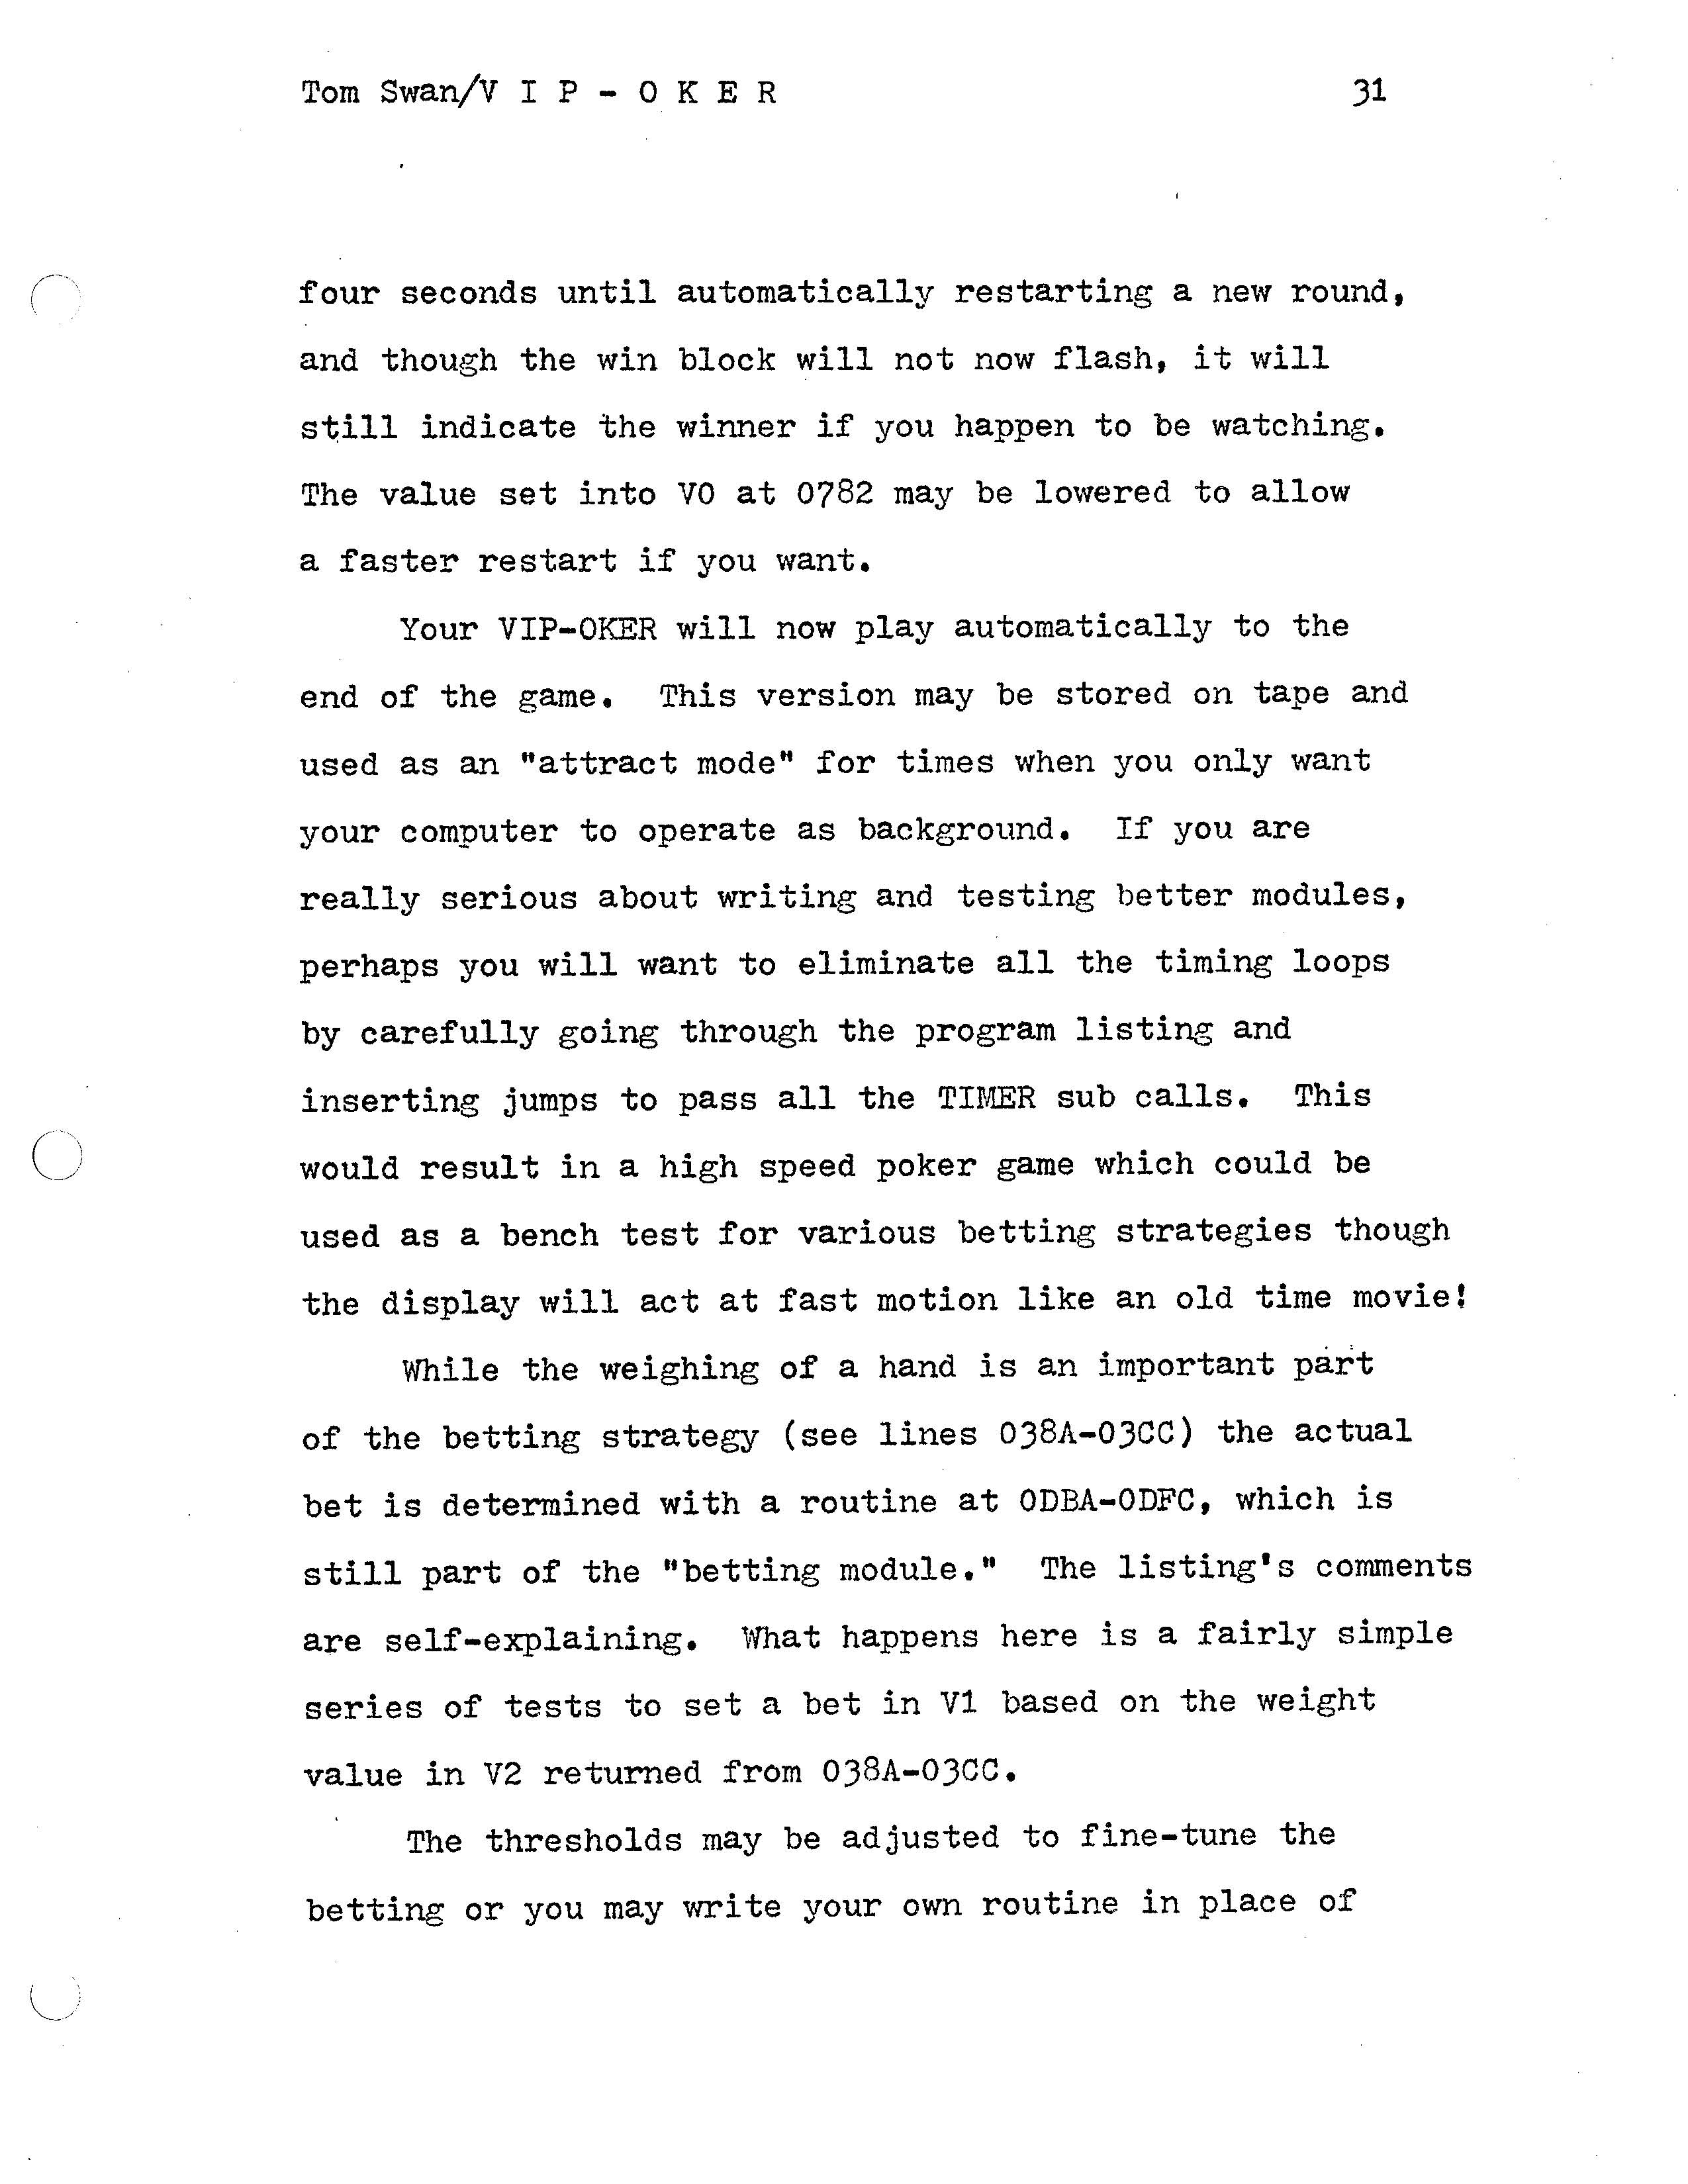 Tom Swan/V I P - O K E R 31
four seconds until automatically restarting a new round,
and though the win block will not now flash, it will
still indicate the winner if you happen to be watching.
The value set into V0 at 0782 may be lowered to allow
a faster restart if you want.
Your VIP-OKER will now play automatically to the
end of the game.  This version may be stored on tape and
used as an "attract mode" for times when you only want
your computer to operate as background.  If you are
really serious about writing and testing better modules,
perhaps you will want to eliminate all the timing loops
by carefully going through the program listing and
inserting jumps to pass all the TIMER sub calls.  This
would result in a high speed poker game which could be
used as a bench test for various betting strategies though
the display will act at fast motion like an old time movie!
While the weighing of a hand is an important part
of the betting strategy (see lines 038A-03CC) the actual
bet is determined with a routine at 0DBA-0DFC, which is
still part of the "betting module."  The listing's comments
are self-explaining.  What happens here is a fairly simple
series of tests to set a bet in V1 based on the weight
value in V2 returned from 038A-03CC.
The thresholds may be adjusted to fine-tune the
betting or you may write your own routine in place of